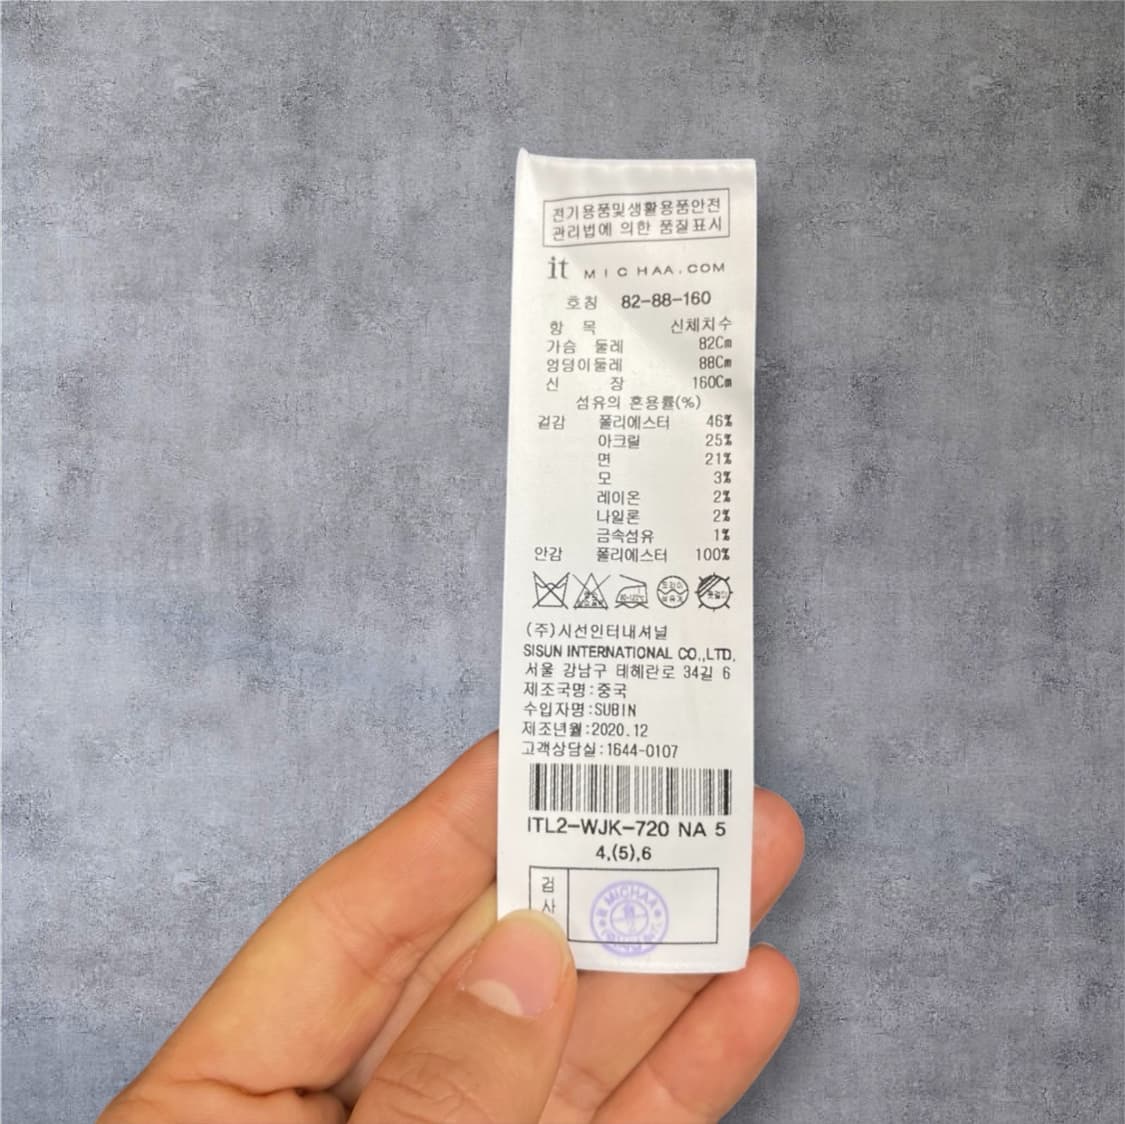 전기용품및생활용품안전
관리법에 의한 품질표시
it MICHAA.COM
호칭 82-88-160
항 목 신체치수
가슴 둘레 82Cm
엉덩이둘레 88Cm
신 장 160Cm
섬유의 혼용률(%)
겉감 폴리에스터 46%
아크릴 25%
면 21%
모 3%
레이온 2%
나일론 2%
금속섬유 1%
안감 폴리에스터 100%
(주)시선인터내셔널
SISUN INTERNATIONAL CO.,LTD.
서울 강남구 테헤란로 34길 6
제조국명:중국
수입자명:SUBIN
제조년월:2020.12
고객상담실:1644-0107
ITL2-WJK-720 NA 5
4,(5),6
검
사
MICHAA